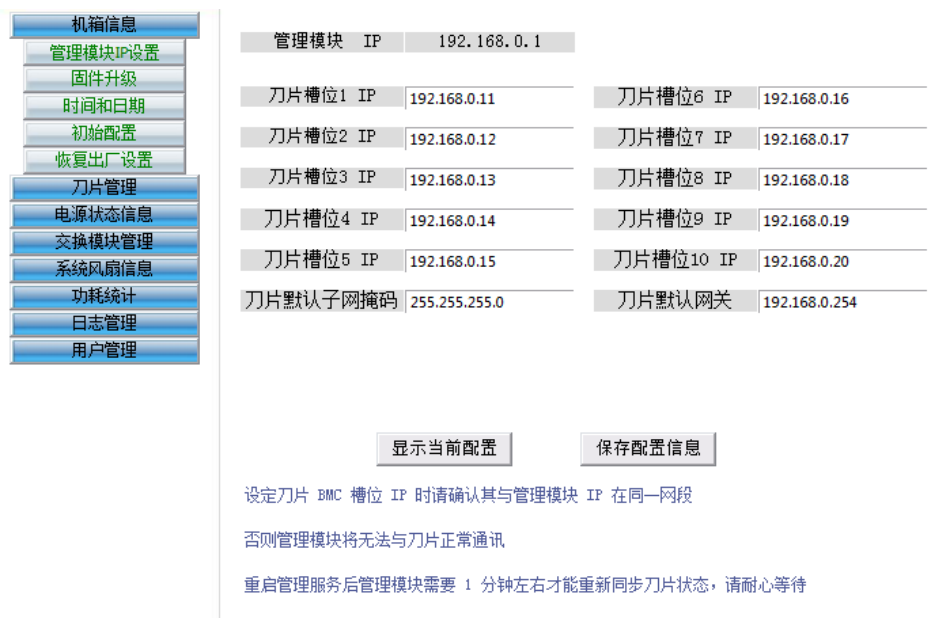 机箱信息
管理模块IP设置
固件升级
时间和日期
初始配置
恢复出厂设置
刀片管理
电源状态信息
交换模块管理
系统风扇信息
功耗统计
日志管理
用户管理
管理模块 IP 192.168.0.1
刀片槽位1 IP 192.168.0.11 刀片槽位6 IP 192.168.0.16
刀片槽位2 IP 192.168.0.12 刀片槽位7 IP 192.168.0.17
刀片槽位3 IP 192.168.0.13 刀片槽位8 IP 192.168.0.18
刀片槽位4 IP 192.168.0.14 刀片槽位9 IP 192.168.0.19
刀片槽位5 IP 192.168.0.15 刀片槽位10 IP 192.168.0.20
刀片默认子网掩码 255.255.255.0 刀片默认网关 192.168.0.254
显示当前配置 保存配置信息
设定刀片 BMC 槽位 IP 时请确认其与管理模块 IP 在同一网段
否则管理模块将无法与刀片正常通讯
重启管理服务后管理模块需要 1 分钟左右才能重新同步刀片状态，请耐心等待